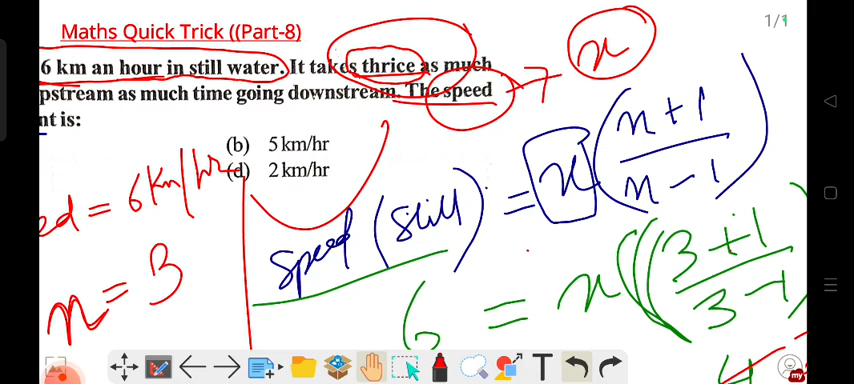 1/1
Maths Quick Trick ((Part-8)
6 km an hour in still water. It takes thrice as much
pstream as much time going downstream. The speed → x
nt is:
(b) 5 km/hr
(d) 2 km/hr
ed = 6 km/hr
n = 3
Speed (Still) = x (n+1 / n-1)
6 = x ((3+1 / 3-1)
4
my
T